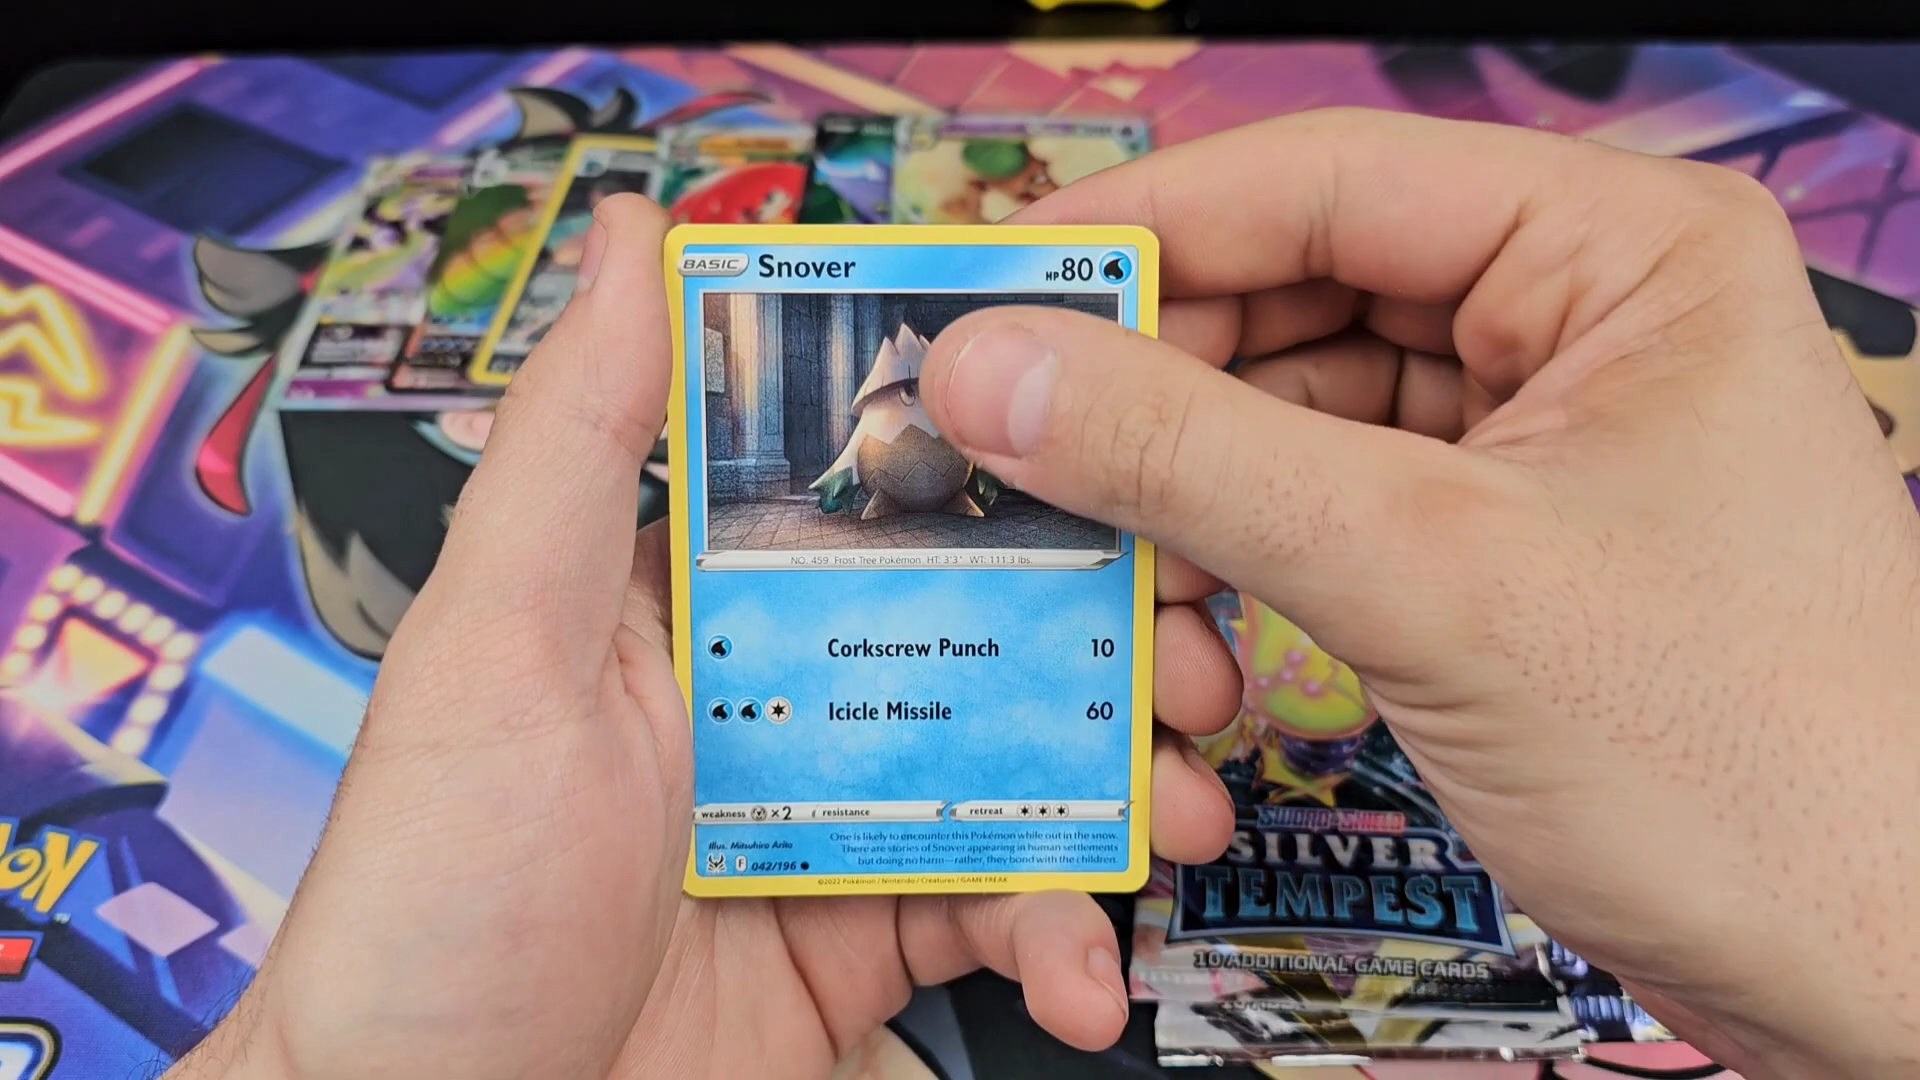 BASIC Snover HP 80
NO. 459 Frost Tree Pokémon HT: 3'3" WT: 111.3 lbs.
Corkscrew Punch 10
Icicle Missile 60
weakness ×2 resistance retreat
One is likely to encounter this Pokémon while out in the snow.
There are stories of Snover appearing in human settlements
but doing no harm—rather, they bond with the children.
Illus. Mitsuhiro Arita
F 042/196
©2022 Pokémon / Nintendo / Creatures / GAME FREAK
SWORD & SHIELD
SILVER
TEMPEST
10 ADDITIONAL GAME CARDS